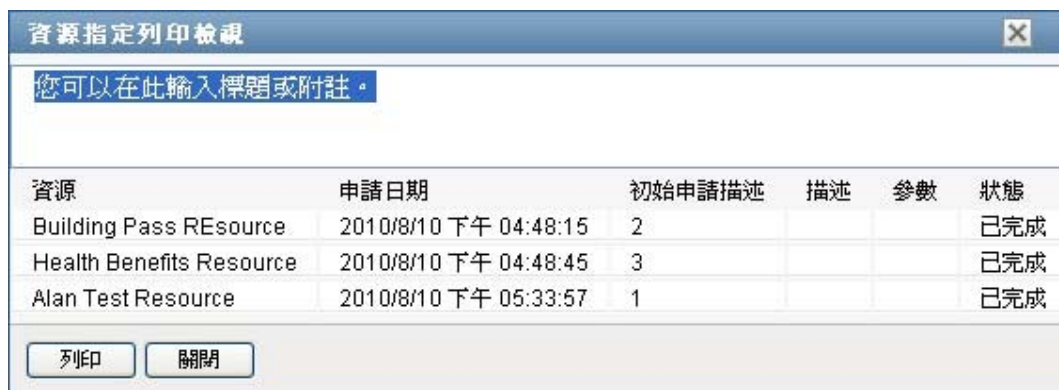 資源指定列印檢視
您可以在此輸入標題或附註。
資源 申請日期 初始申請描述 描述 參數 狀態
Building Pass REsource 2010/8/10 下午 04:48:15 2 已完成
Health Benefits Resource 2010/8/10 下午 04:48:45 3 已完成
Alan Test Resource 2010/8/10 下午 05:33:57 1 已完成
列印 關閉